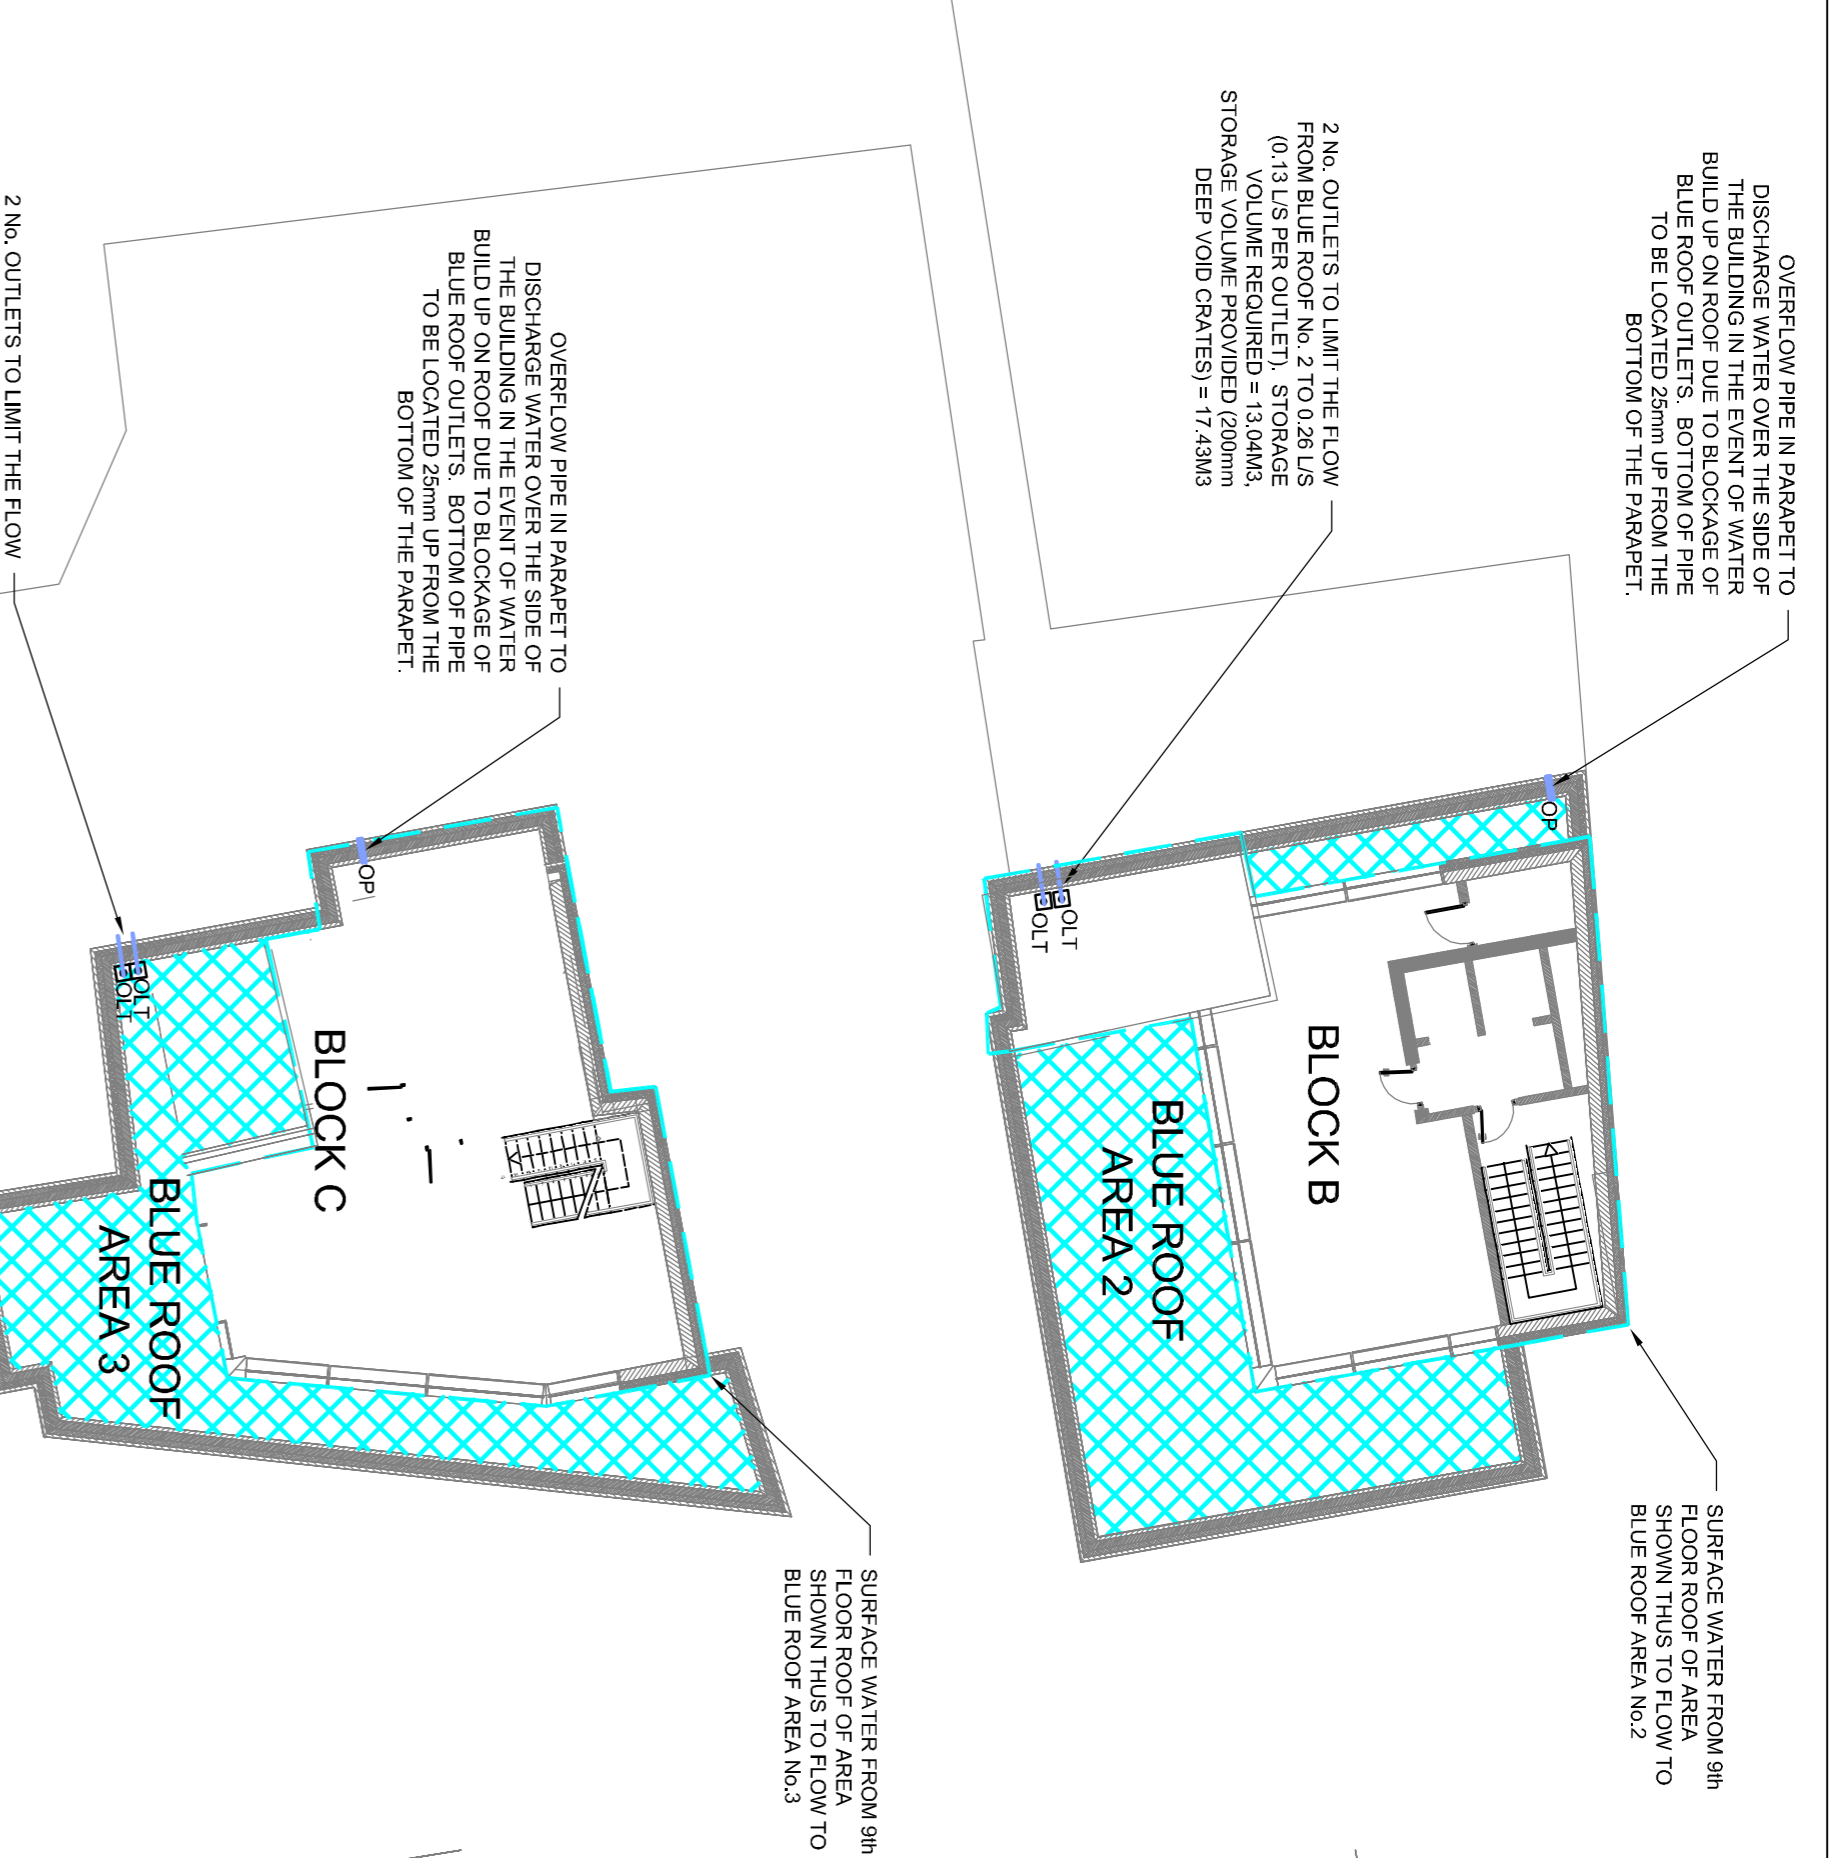 OVERFLOW PIPE IN PARAPET TO
DISCHARGE WATER OVER THE SIDE OF
THE BUILDING IN THE EVENT OF WATER
BUILD UP ON ROOF DUE TO BLOCKAGE OF
BLUE ROOF OUTLETS. BOTTOM OF PIPE
TO BE LOCATED 25mm UP FROM THE
BOTTOM OF THE PARAPET.
OP
SURFACE WATER FROM 9th
FLOOR ROOF OF AREA
SHOWN THUS TO FLOW TO
BLUE ROOF AREA No.2
2 No. OUTLETS TO LIMIT THE FLOW
FROM BLUE ROOF No. 2 TO 0.26 L/S
(0.13 L/S PER OUTLET). STORAGE
VOLUME REQUIRED = 13.04M3,
STORAGE VOLUME PROVIDED (200mm
DEEP VOID CRATES) = 17.43M3
BLOCK B
BLUE ROOF
AREA 2
OLT
OLT
SURFACE WATER FROM 9th
FLOOR ROOF OF AREA
SHOWN THUS TO FLOW TO
BLUE ROOF AREA No.3
OVERFLOW PIPE IN PARAPET TO
DISCHARGE WATER OVER THE SIDE OF
THE BUILDING IN THE EVENT OF WATER
BUILD UP ON ROOF DUE TO BLOCKAGE OF
BLUE ROOF OUTLETS. BOTTOM OF PIPE
TO BE LOCATED 25mm UP FROM THE
BOTTOM OF THE PARAPET.
OP
BLOCK C
BLUE ROOF
AREA 3
OLT
OLT
2 No. OUTLETS TO LIMIT THE FLOW